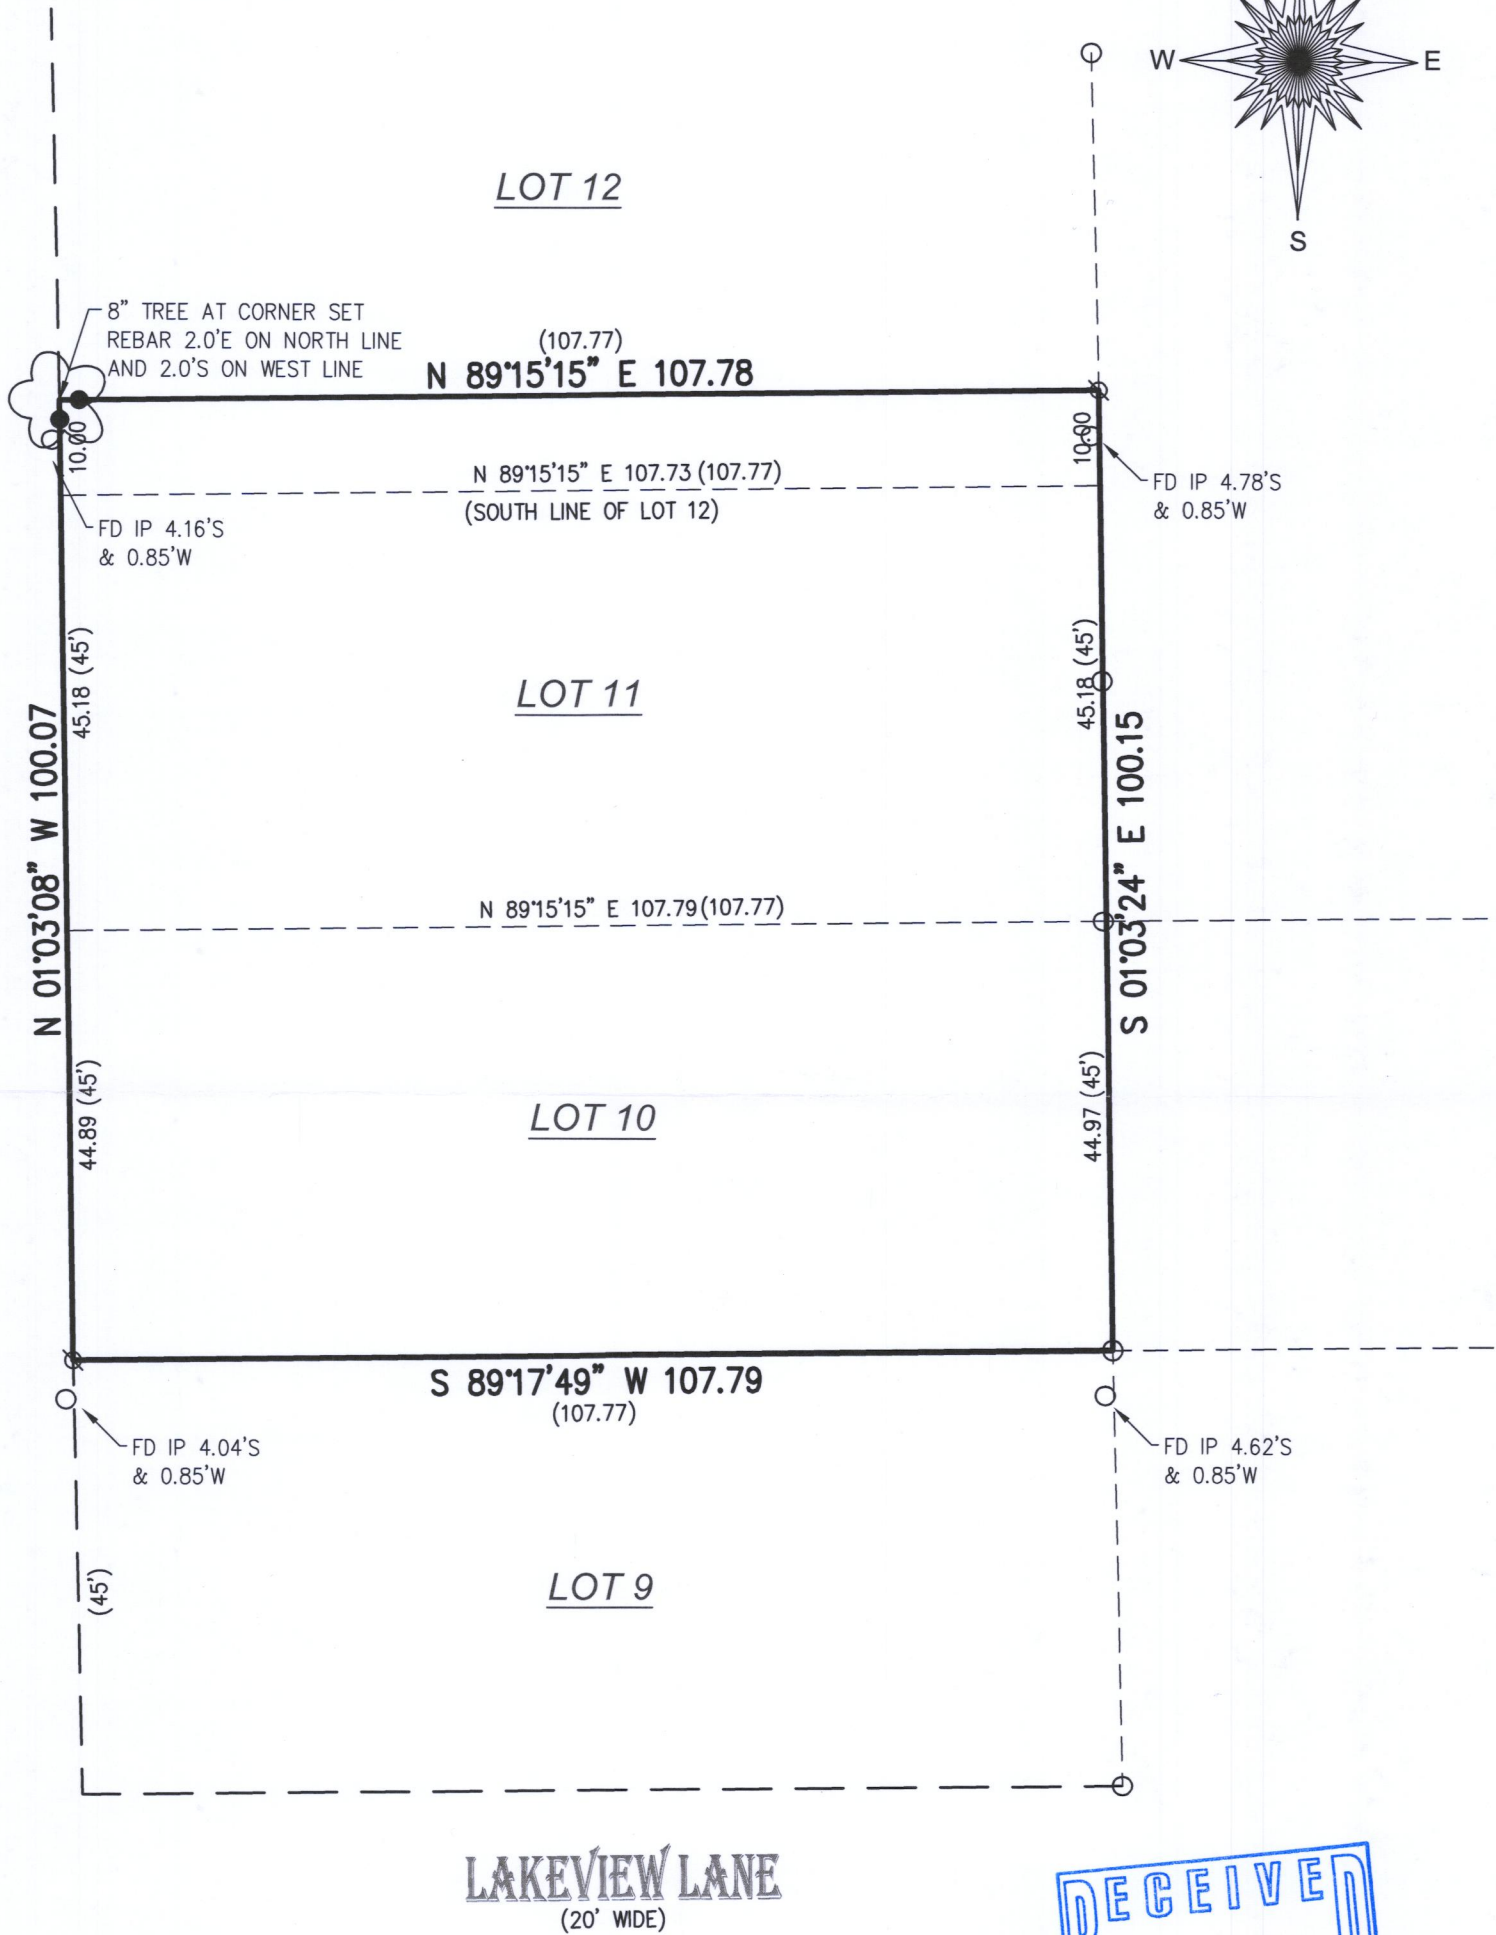 W
E
S
LOT 12
8" TREE AT CORNER SET
REBAR 2.0'E ON NORTH LINE
AND 2.0'S ON WEST LINE
(107.77)
N 89°15'15" E 107.78
10.00
10.00
N 89°15'15" E 107.73 (107.77)
(SOUTH LINE OF LOT 12)
FD IP 4.78'S
& 0.85'W
FD IP 4.16'S
& 0.85'W
45.18 (45')
45.18 (45')
LOT 11
N 01°03'08" W 100.07
S 01°03'24" E 100.15
N 89°15'15" E 107.79 (107.77)
44.89 (45')
44.97 (45')
LOT 10
S 89°17'49" W 107.79
(107.77)
FD IP 4.04'S
& 0.85'W
FD IP 4.62'S
& 0.85'W
(45')
LOT 9
LAKEVIEW LANE
(20' WIDE)
DECEIVED